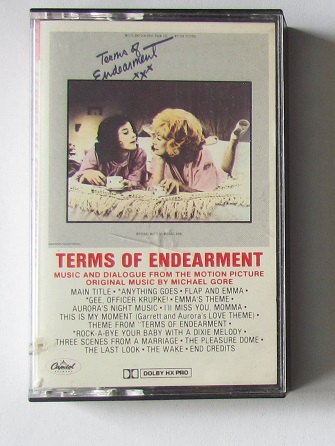 Terms of
Endearment
xxx
TERMS OF ENDEARMENT
MUSIC AND DIALOGUE FROM THE MOTION PICTURE
ORIGINAL MUSIC BY MICHAEL GORE
MAIN TITLE • *ANYTHING GOES • FLAP AND EMMA •
*GEE, OFFICER KRUPKE! • EMMA'S THEME •
AURORA'S NIGHT MUSIC • I'LL MISS YOU, MOMMA •
THIS IS MY MOMENT (Garrett and Aurora's LOVE THEME) •
THEME FROM "TERMS OF ENDEARMENT •
*ROCK-A-BYE YOUR BABY WITH A DIXIE MELODY •
THREE SCENES FROM A MARRIAGE • THE PLEASURE DOME •
THE LAST LOOK • THE WAKE • END CREDITS
Capitol
DOLBY HX PRO